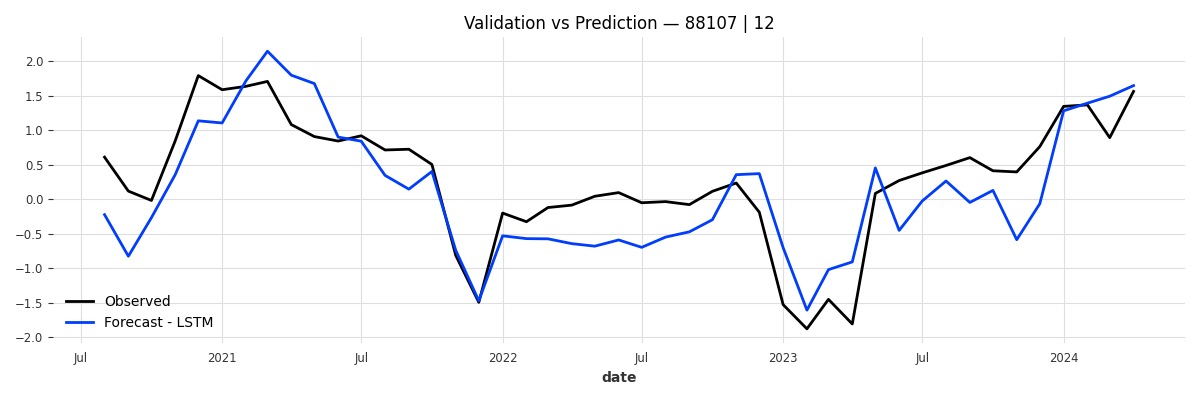 Validation vs Prediction — 88107 | 12
2.0
1.5
1.0
0.5
0.0
−0.5
−1.0
−1.5
−2.0
Observed
Forecast - LSTM
Jul 2021 Jul 2022 Jul 2023 Jul 2024
date